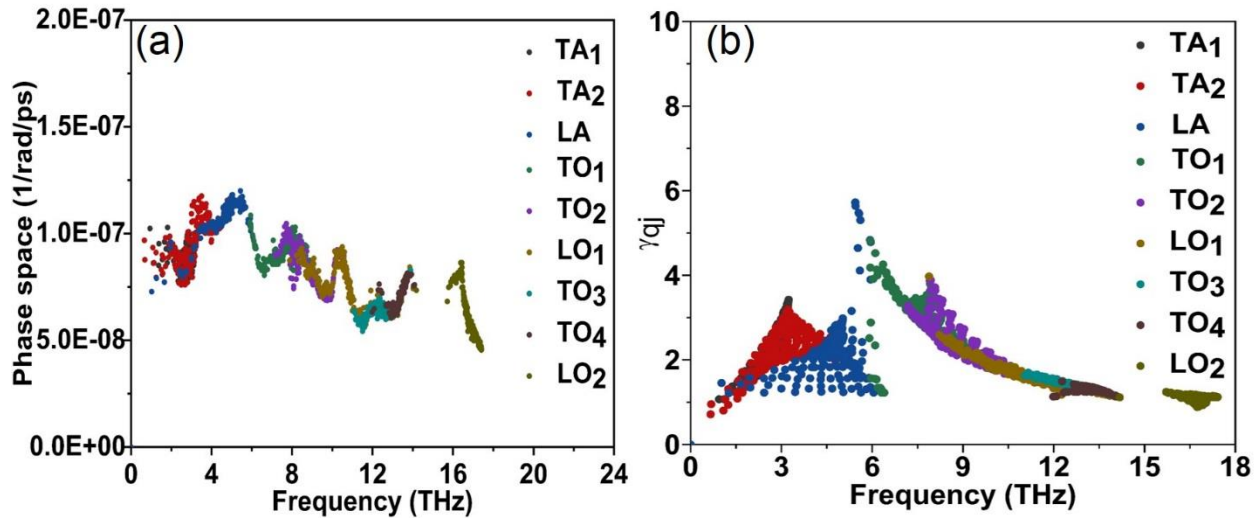 (a)
Phase space (1/rad/ps)
2.0E-07
1.5E-07
1.0E-07
5.0E-08
0.0E+00
0 4 8 12 16 20 24
Frequency (THz)
TA1
TA2
LA
TO1
TO2
LO1
TO3
TO4
LO2
(b)
γqj
10
8
6
4
2
0
0 3 6 9 12 15 18
Frequency (THz)
TA1
TA2
LA
TO1
TO2
LO1
TO3
TO4
LO2